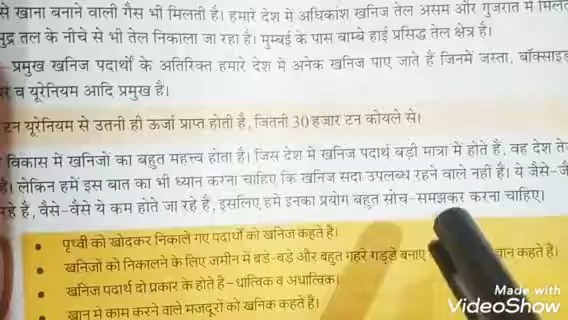 से खाना बनाने वाली गैस भी मिलती है। हमारे देश में अधिकांश खनिज तेल असम और गुजरात में
तल के नीचे से भी तेल निकाला जा रहा है। मुम्बई के पास बाम्बे हाई प्रसिद्ध तेल क्षेत्र है।
– प्रमुख खनिज पदार्थों के अतिरिक्त हमारे देश में अनेक खनिज पाए जाते हैं जिनमें जस्ता,
व यूरेनियम आदि प्रमुख हैं।
टन यूरेनियम से उतनी ही ऊर्जा प्राप्त होती है, जितनी 30 हजार टन कोयले से।
विकास में खनिजों का बहुत महत्त्व होता है। जिस देश में खनिज पदार्थ बड़ी मात्रा में होते हैं, वह देश
है। लेकिन हमें इस बात का भी ध्यान करना चाहिए कि खनिज सदा उपलब्ध रहने वाले नही है। ये
रहे हैं, वैसे-वैसे ये कम होते जा रहे है, इसलिए हमे इनका प्रयोग बहुत सोच-समझकर करना चाहिए।
• पृथ्वी को खोदकर निकाले गए पदार्थों को खनिज कहते है।
• खनिजों को निकालने के लिए जमीन में बड़े-बड़े और बहुत गहरे गड्ढे बनाए कहते है।
• खनिज पदार्थ दो प्रकार के होते है – धात्विक व अधात्विक।
• खान में काम करने वाले मजदूरों को खनिक कहते हैं।
Made with
VideoShow